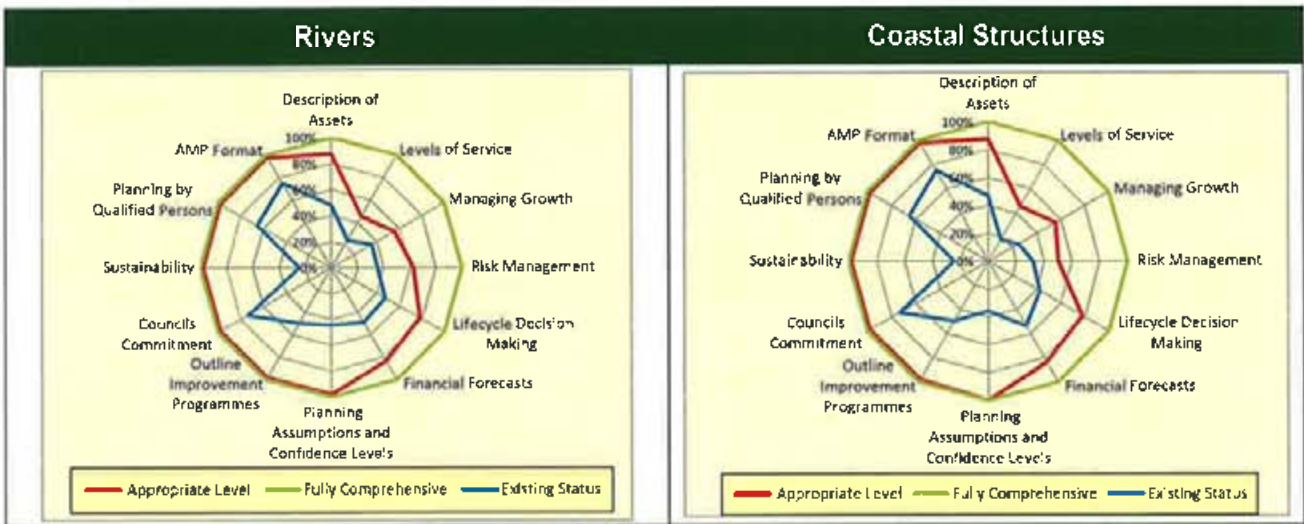 Rivers
Description of
Assets
100%
80%
60%
40%
20%
0%
Levels of Service
Managing Growth
Risk Management
Lifecycle Decision
Making
Financial Forecasts
Planning
Assumptions and
Confidence Levels
Outline
Improvement
Programmes
Councils
Commitment
Sustainability
Planning by
Qualified Persons
AMP Format
Appropriate Level
Fully Comprehensive
Existing Status
Coastal Structures
Description of
Assets
100%
80%
60%
40%
20%
0%
Levels of Service
Managing Growth
Risk Management
Lifecycle Decision
Making
Financial Forecasts
Planning
Assumptions and
Confidence Levels
Outline
Improvement
Programmes
Councils
Commitment
Sustainability
Planning by
Qualified Persons
AMP Format
Appropriate Level
Fully Comprehensive
Existing Status